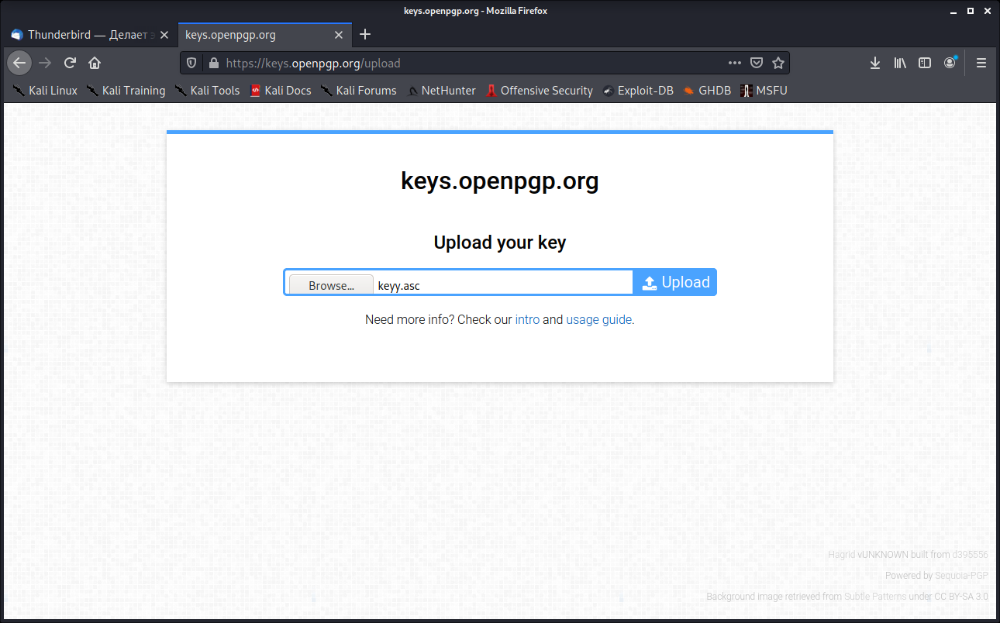 keys.openpgp.org - Mozilla Firefox
Thunderbird — Делает э
keys.openpgp.org
https://keys.openpgp.org/upload
Kali Linux Kali Training Kali Tools Kali Docs Kali Forums NetHunter Offensive Security Exploit-DB GHDB MSFU
keys.openpgp.org
Upload your key
Browse... keyy.asc Upload
Need more info? Check our intro and usage guide.
Hagrid vUNKNOWN built from d395556
Powered by Sequoia-PGP
Background image retrieved from Subtle Patterns under CC BY-SA 3.0